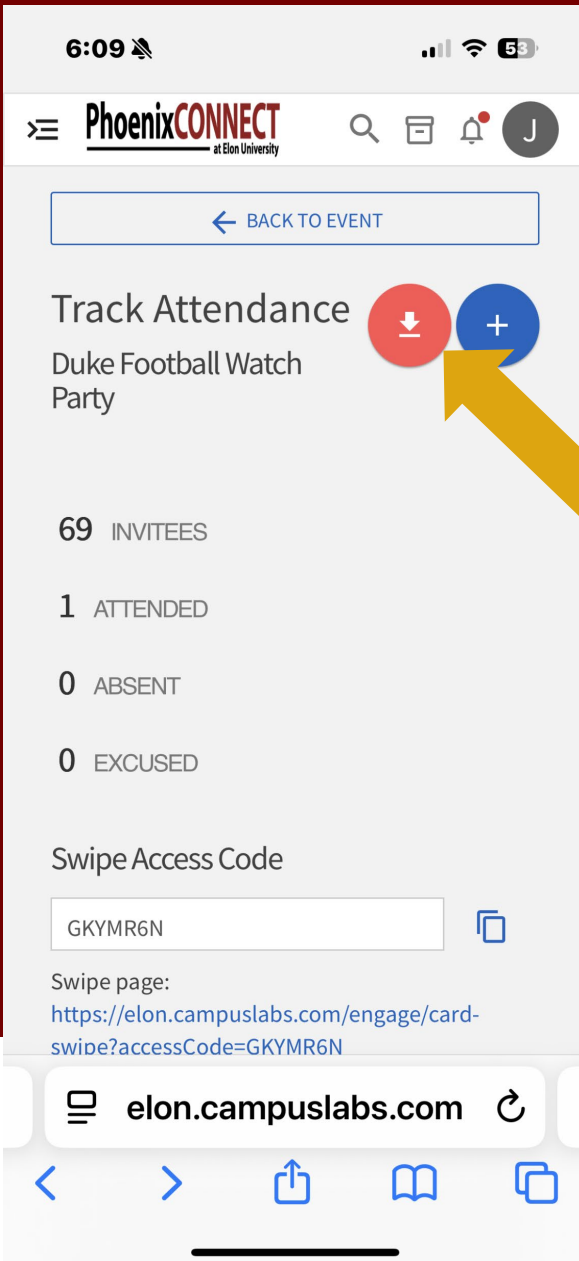 6:09
53
PhoenixCONNECT
at Elon University
J
BACK TO EVENT
Track Attendance
Duke Football Watch
Party
69 INVITEES
1 ATTENDED
0 ABSENT
0 EXCUSED
Swipe Access Code
GKYMR6N
Swipe page:
https://elon.campuslabs.com/engage/card-
swipe?accessCode=GKYMR6N
elon.campuslabs.com